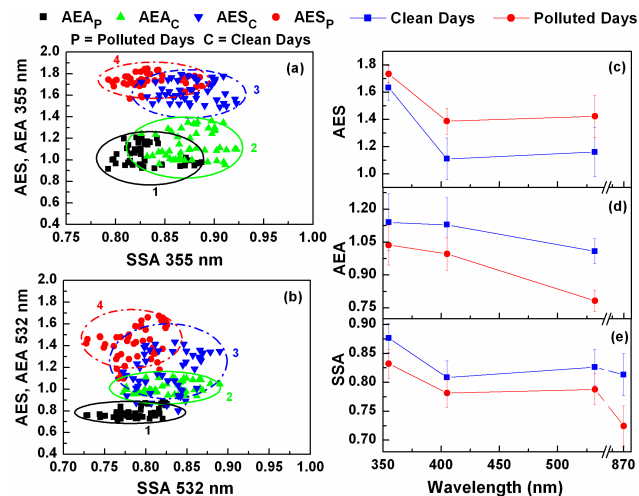 AEA_P AEA_C AES_C AES_P Clean Days Polluted Days
P = Polluted Days C = Clean Days
(a)
4
3
2
1
AES, AEA 355 nm
2.0
1.8
1.6
1.4
1.2
1.0
0.8
0.6
0.4
0.75 0.80 0.85 0.90 0.95 1.00
SSA 355 nm
(b)
4
3
2
1
AES, AEA 532 nm
2.0
1.8
1.6
1.4
1.2
1.0
0.8
0.6
0.4
0.70 0.75 0.80 0.85 0.90 0.95 1.00
SSA 532 nm
(c)
AES
1.8
1.6
1.4
1.2
1.0
(d)
AEA
1.20
1.05
0.90
0.75
(e)
SSA
0.90
0.85
0.80
0.75
0.70
350 400 450 500 550 870
Wavelength (nm)